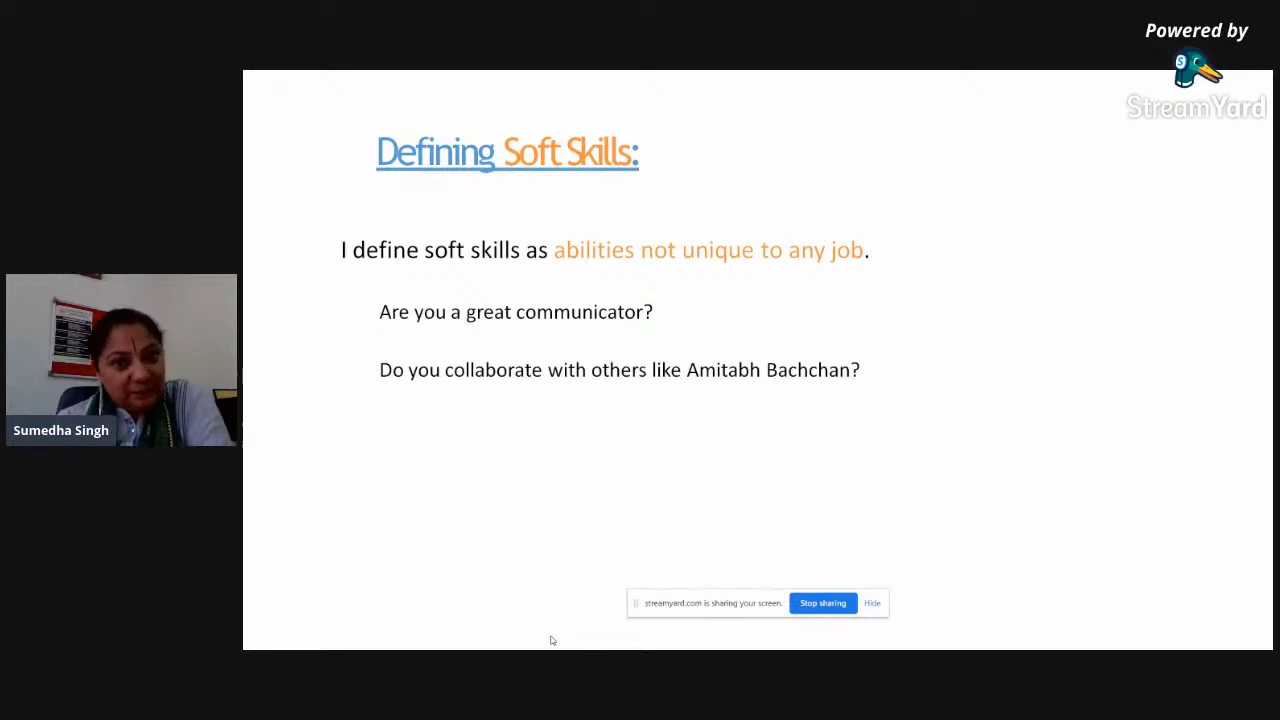 Powered by
StreamYard
Defining Soft Skills:
I define soft skills as abilities not unique to any job.
Are you a great communicator?
Do you collaborate with others like Amitabh Bachchan?
Sumedha Singh
streamyard.com is sharing your screen.
Stop sharing
Hide